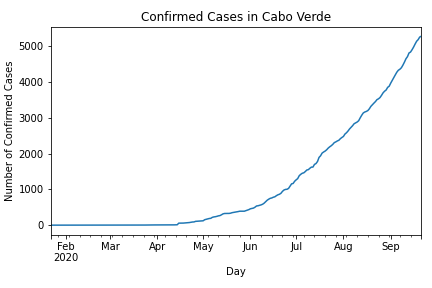 Confirmed Cases in Cabo Verde
Number of Confirmed Cases
5000
4000
3000
2000
1000
0
Feb Mar Apr May Jun Jul Aug Sep
2020
Day